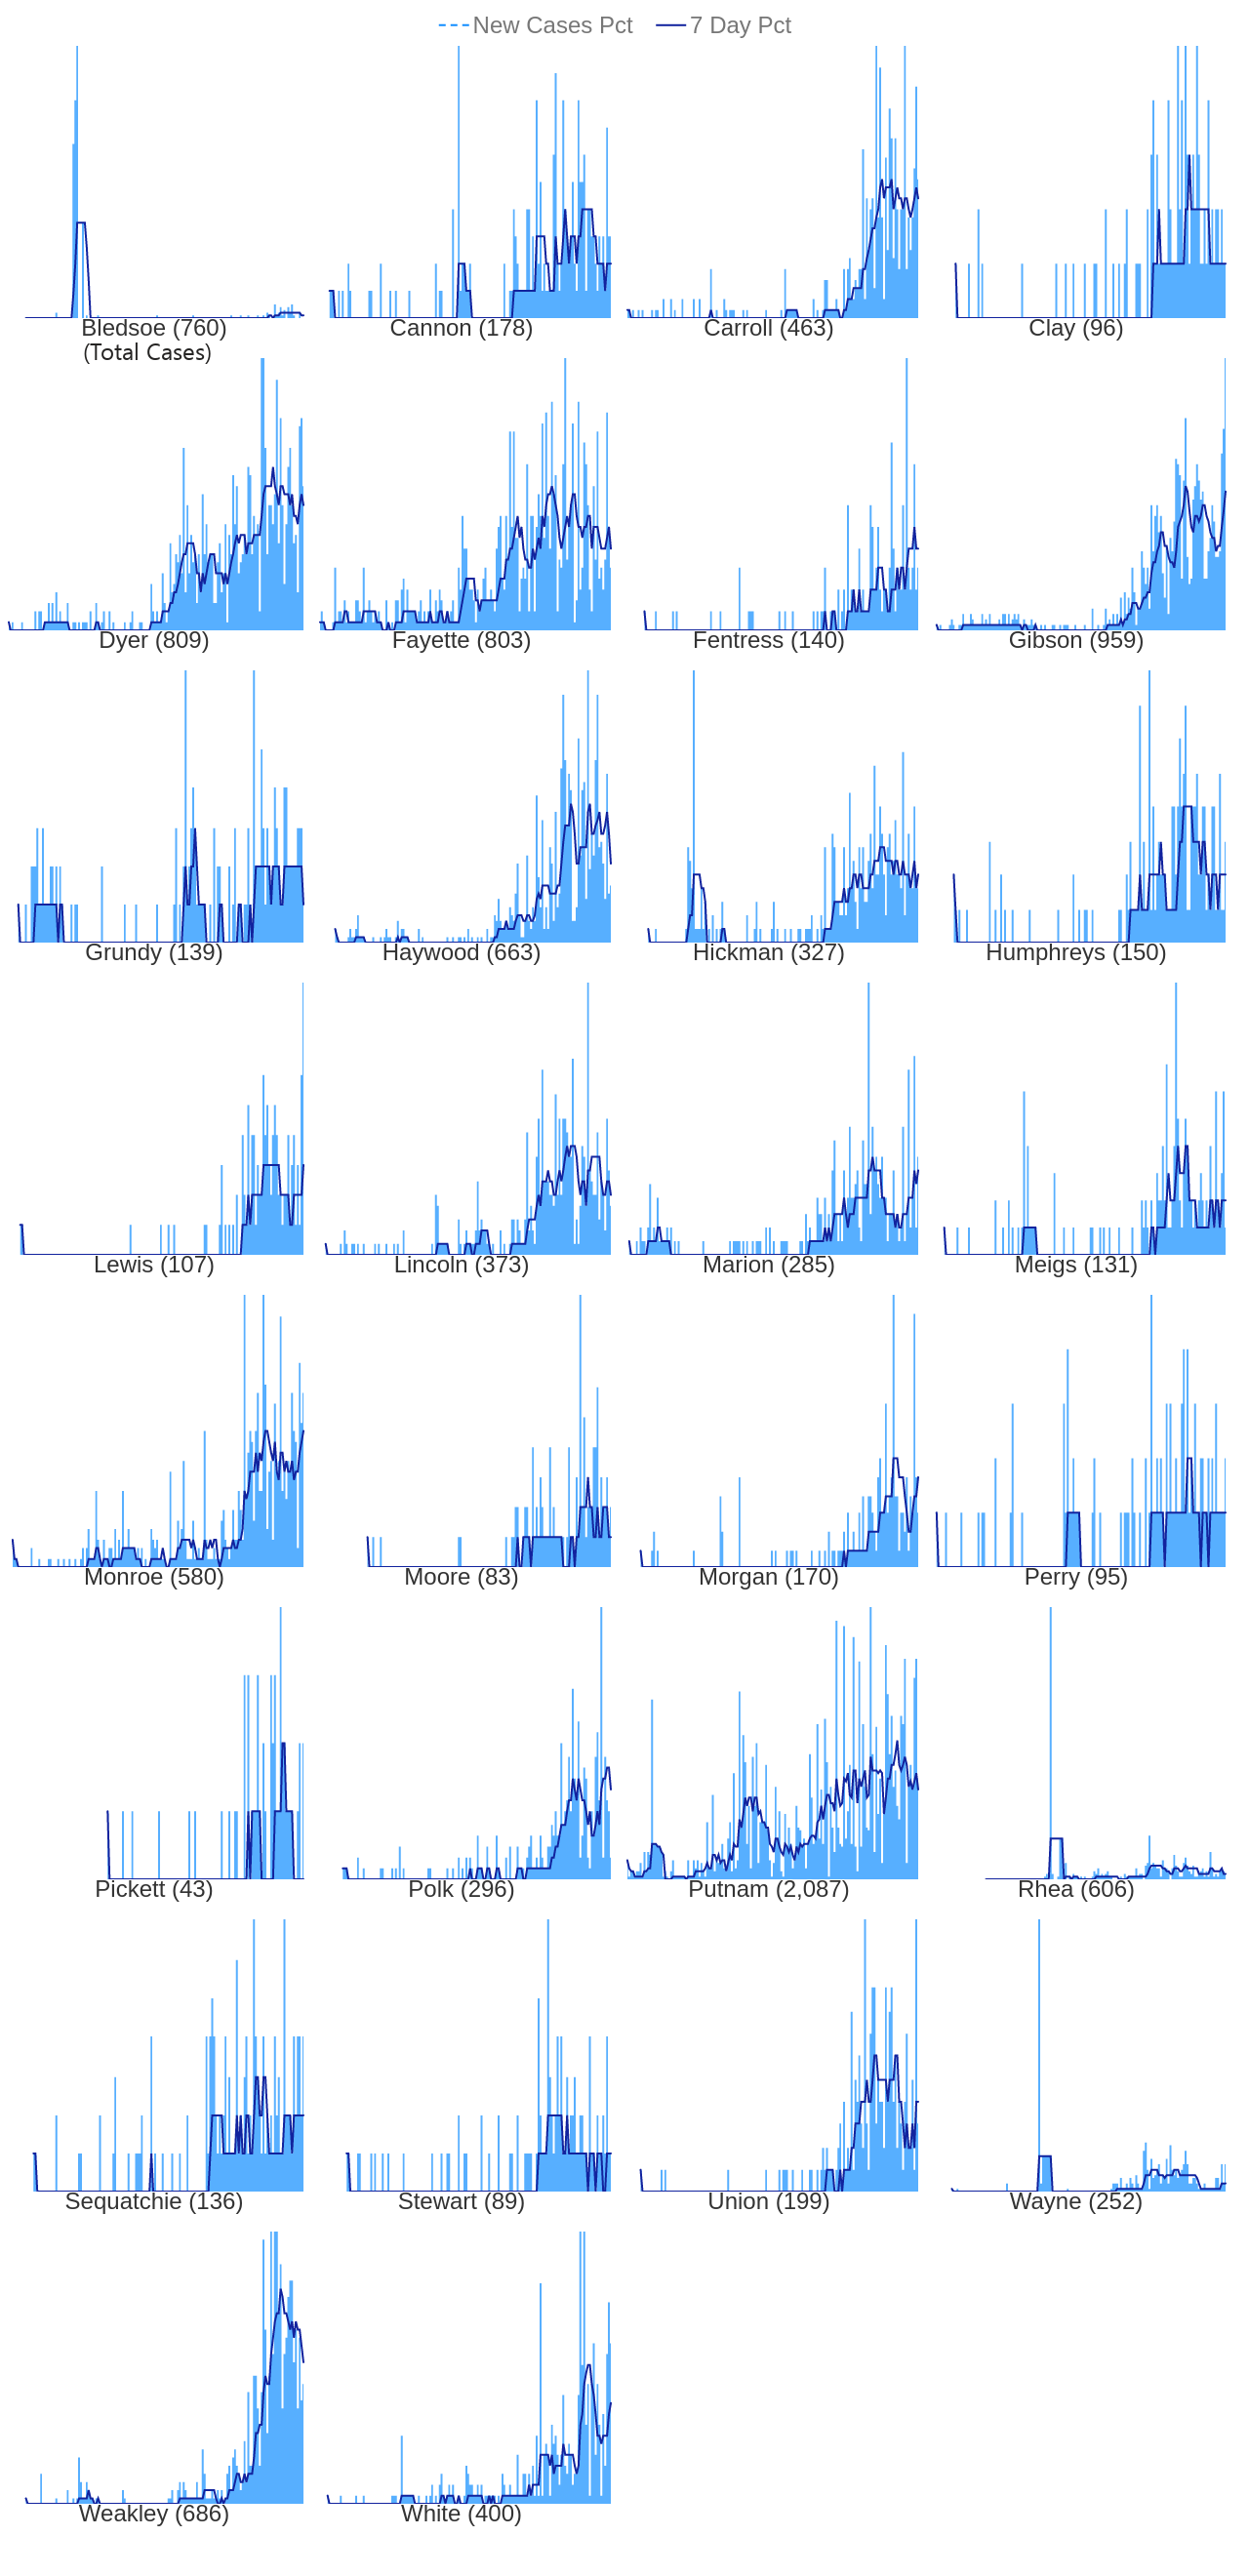 New Cases Pct 7 Day Pct
Bledsoe (760) Cannon (178) Carroll (463) Clay (96)
(Total Cases)
Dyer (809) Fayette (803) Fentress (140) Gibson (959)
Grundy (139) Haywood (663) Hickman (327) Humphreys (150)
Lewis (107) Lincoln (373) Marion (285) Meigs (131)
Monroe (580) Moore (83) Morgan (170) Perry (95)
Pickett (43) Polk (296) Putnam (2,087) Rhea (606)
Sequatchie (136) Stewart (89) Union (199) Wayne (252)
Weakley (686) White (400)